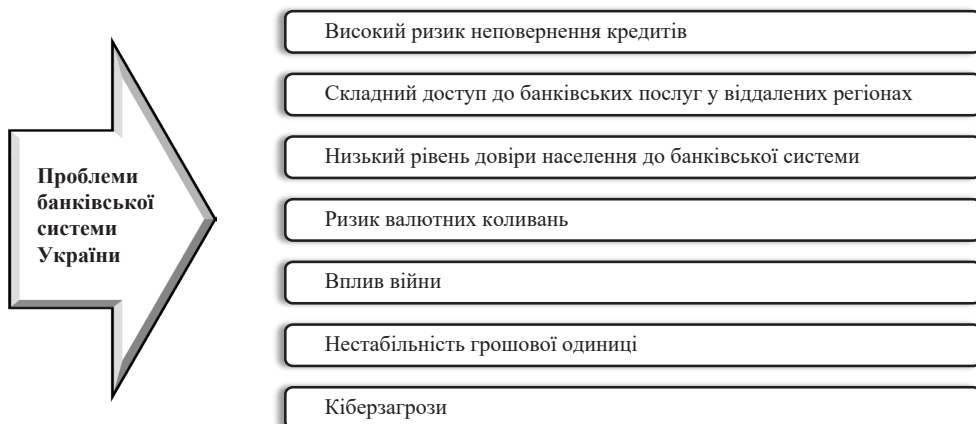 Проблеми
банківської
системи
України
Високий ризик неповернення кредитів
Складний доступ до банківських послуг у віддалених регіонах
Низький рівень довіри населення до банківської системи
Ризик валютних коливань
Вплив війни
Нестабільність грошової одиниці
Кіберзагрози